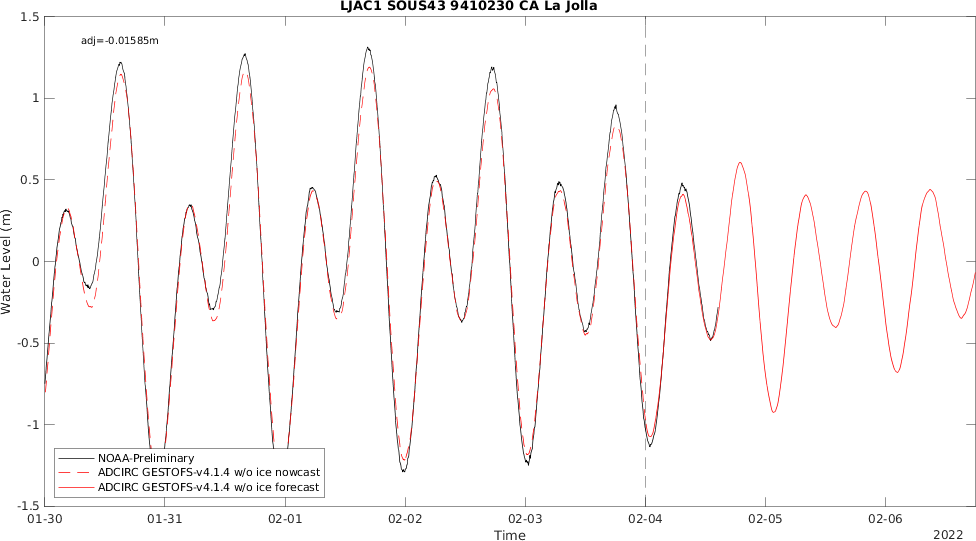 LJAC1 SOUS43 9410230 CA La Jolla
adj=-0.01585m
1.5
1
0.5
0
-0.5
-1
-1.5
Water Level (m)
NOAA-Preliminary
ADCIRC GESTOFS-v4.1.4 w/o ice nowcast
ADCIRC GESTOFS-v4.1.4 w/o ice forecast
01-30 01-31 02-01 02-02 02-03 02-04 02-05 02-06
Time
2022